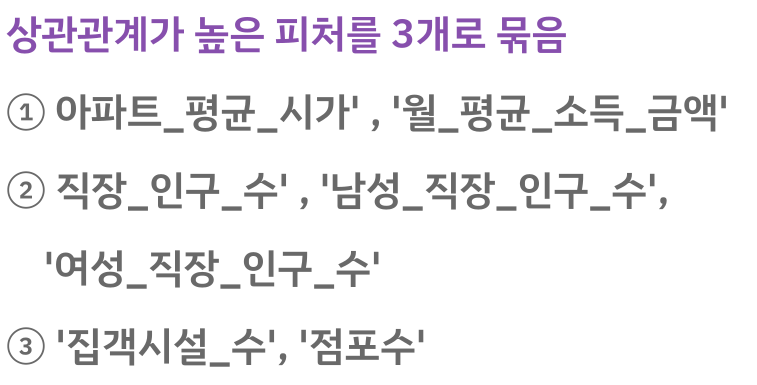 상관관계가 높은 피처를 3개로 묶음
① 아파트_평균_시가' , '월_평균_소득_금액'
② 직장_인구_수' , '남성_직장_인구_수',
'여성_직장_인구_수'
③ '집객시설_수', '점포수'